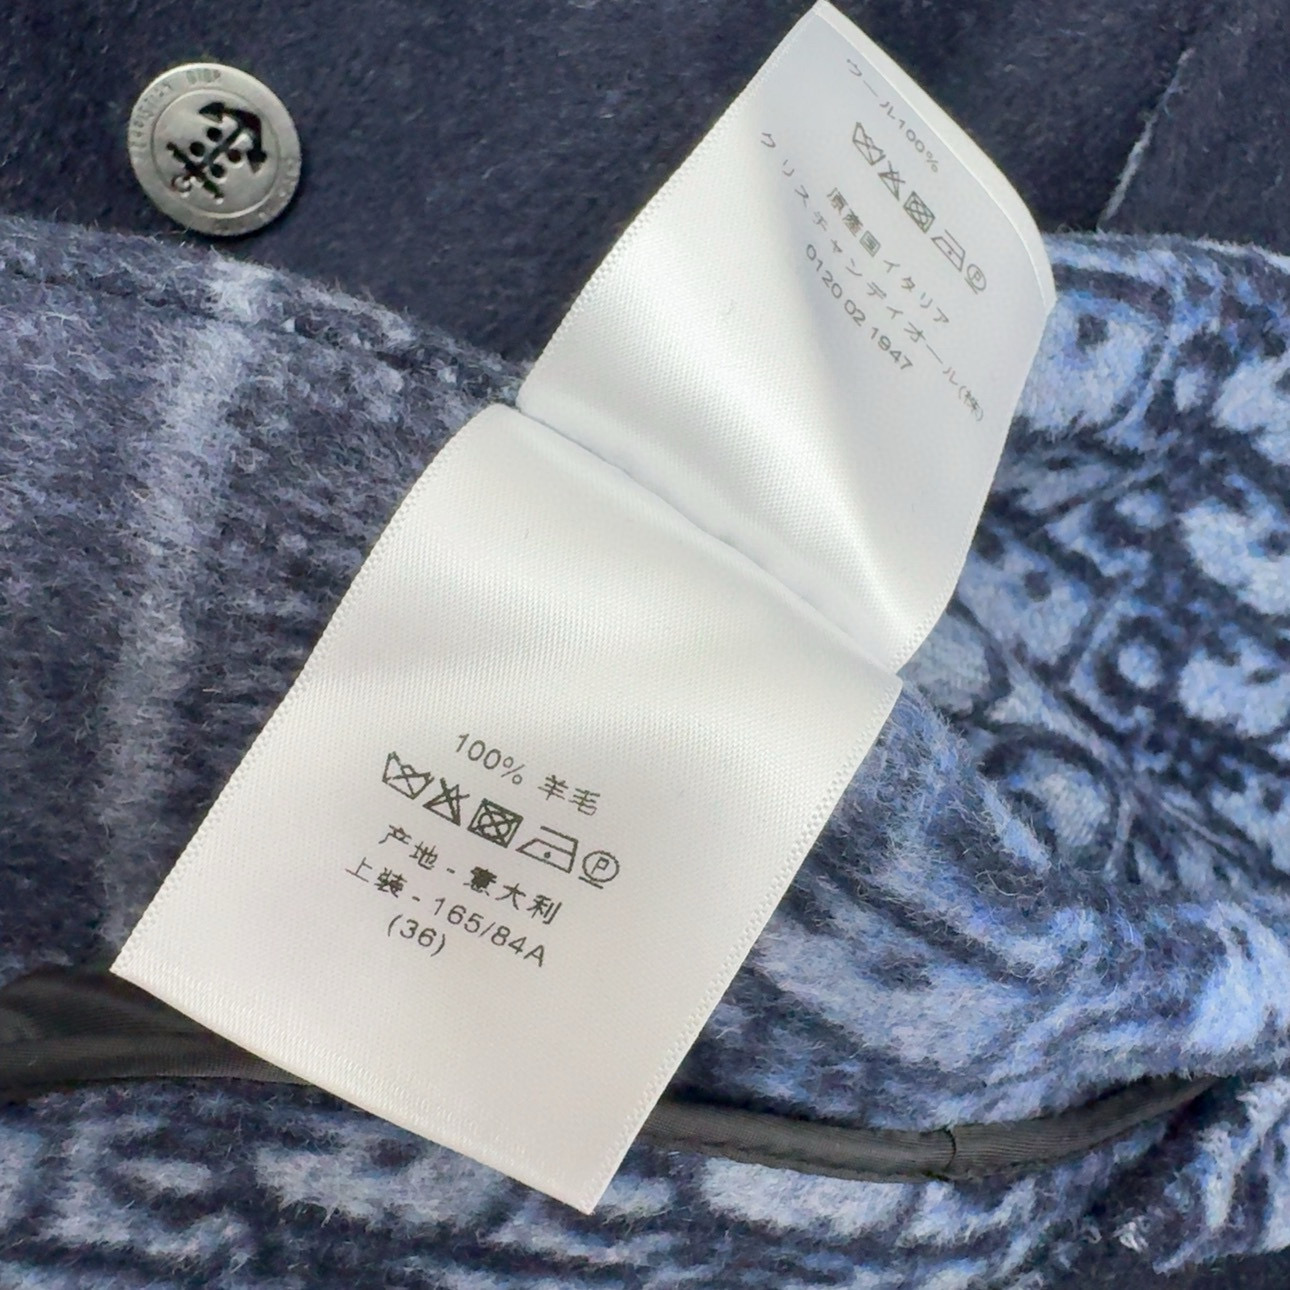 DIOR
ウール100%
原産国 イタリア
クリスチャンディオール(株)
0120 02 1947
100% 羊毛
P
产地 - 意大利
上装 - 165/84A
(36)